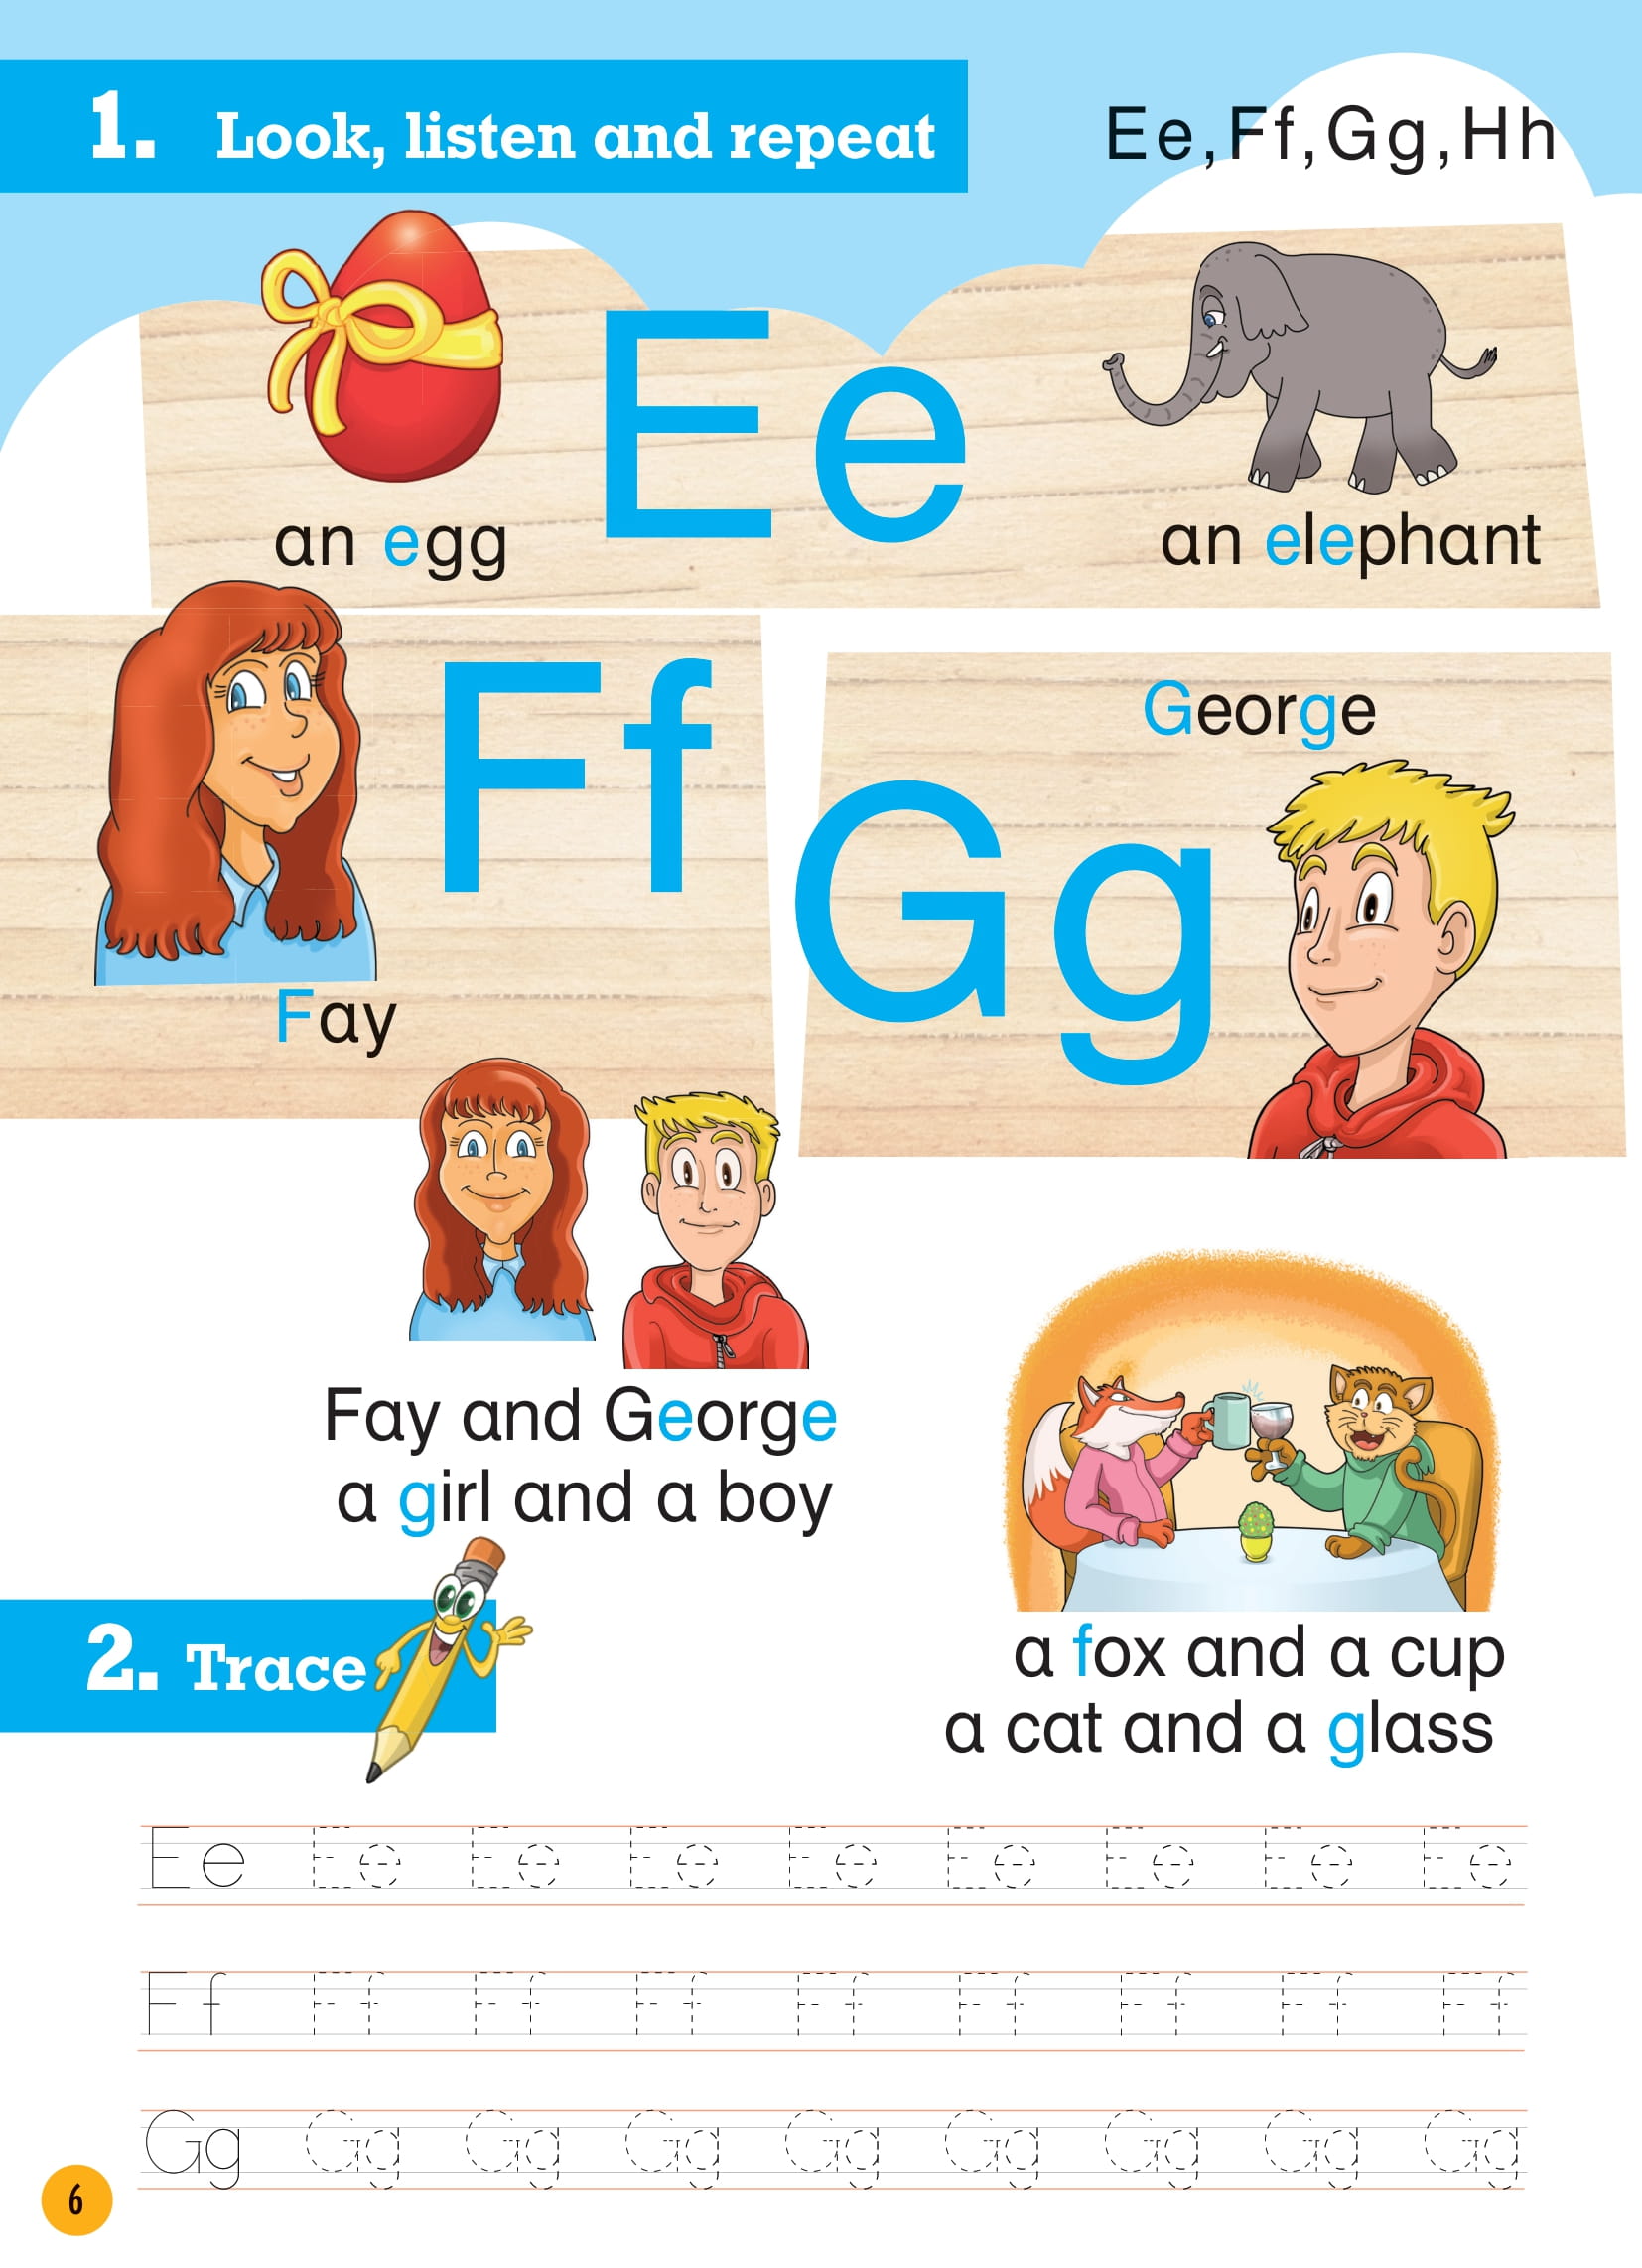 1. Look, listen and repeat
Ee, Ff, Gg, Hh
an egg
Ee
an elephant
Ff
Fay
George
Gg
Fay and George
a girl and a boy
a fox and a cup
a cat and a glass
2. Trace
Ee Ee Ee Ee Ee Ee Ee Ee Ee
Ff Ff Ff Ff Ff Ff Ff Ff Ff
Gg Gg Gg Gg Gg Gg Gg Gg Gg
6